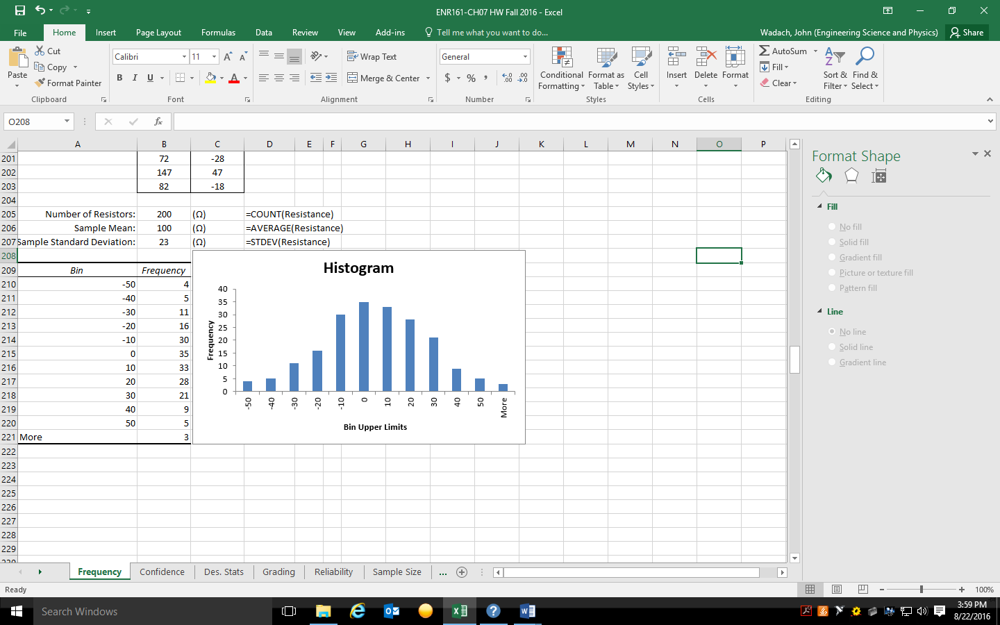 ENR161-CH07 HW Fall 2016 - Excel
File Home Insert Page Layout Formulas Data Review View Add-ins Tell me what you want to do... Wadach, John (Engineering Science and Physics) Share
Paste Cut Copy Format Painter
Clipboard
Calibri 11
B I U A
Font
Wrap Text
Merge & Center
Alignment
General
$ % ,
Number
Conditional Formatting Format as Table Cell Styles
Styles
Insert Delete Format
Cells
AutoSum
Fill
Clear
Sort & Filter Find & Select
Editing
O208 fx
A B C D E F G H I J K L M N O P
201 72 -28
202 147 47
203 82 -18
204
205 Number of Resistors: 200 (Ω) =COUNT(Resistance)
206 Sample Mean: 100 (Ω) =AVERAGE(Resistance)
207 Sample Standard Deviation: 23 (Ω) =STDEV(Resistance)
208
209 Bin Frequency
210 -50 4
211 -40 5
212 -30 11
213 -20 16
214 -10 30
215 0 35
216 10 33
217 20 28
218 30 21
219 40 9
220 50 5
221 More 3
222
223
224
225
226
227
228
229
Histogram
Frequency
40
35
30
25
20
15
10
5
0
-50 -40 -30 -20 -10 0 10 20 30 40 50 More
Bin Upper Limits
Format Shape
Fill
No fill
Solid fill
Gradient fill
Picture or texture fill
Pattern fill
Line
No line
Solid line
Gradient line
Frequency Confidence Des. Stats Grading Reliability Sample Size ...
Ready 100%
Search Windows
3:59 PM
8/22/2016